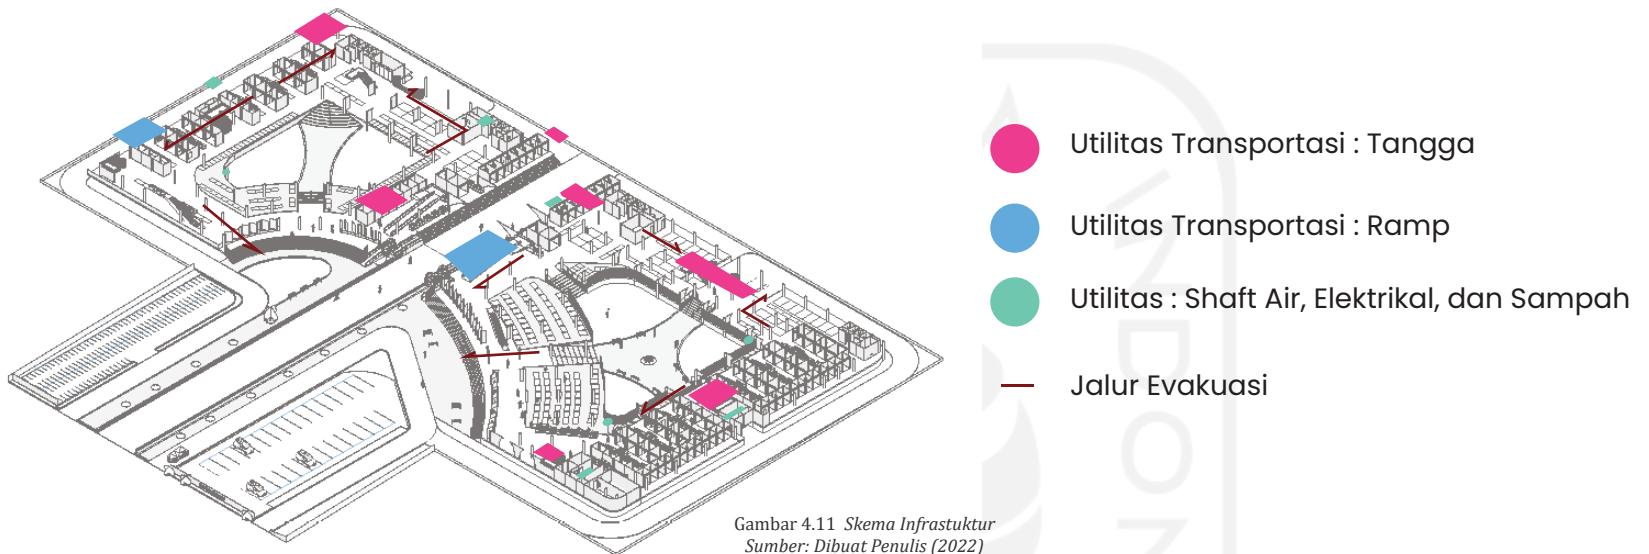 Utilitas Transportasi : Tangga
Utilitas Transportasi : Ramp
Utilitas : Shaft Air, Elektrikal, dan Sampah
Jalur Evakuasi
Gambar 4.11 Skema Infrastuktur
Sumber: Dibuat Penulis (2022)